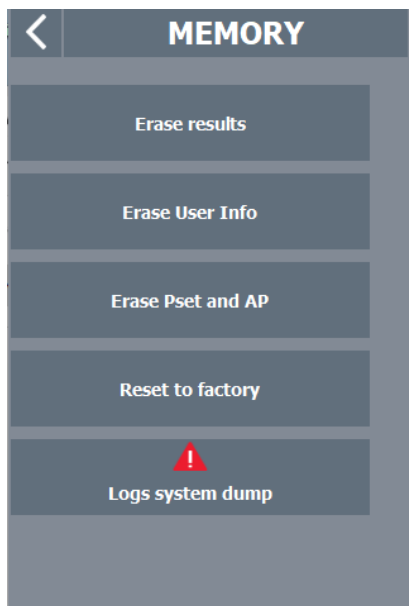 MEMORY
Erase results
Erase User Info
Erase Pset and AP
Reset to factory
!
Logs system dump